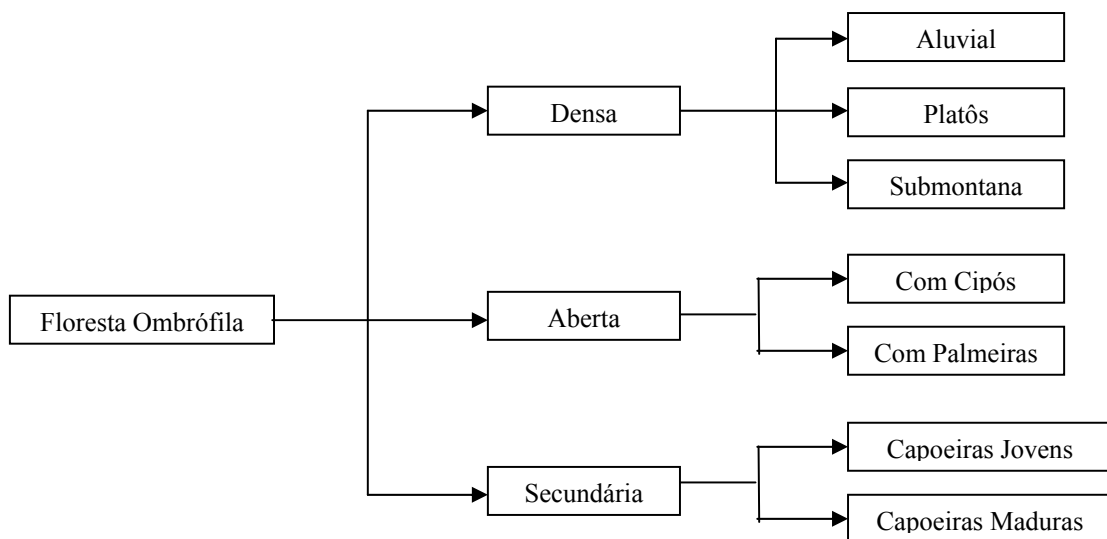 Floresta Ombrófila
Densa
Aluvial
Platôs
Submontana
Aberta
Com Cipós
Com Palmeiras
Secundária
Capoeiras Jovens
Capoeiras Maduras